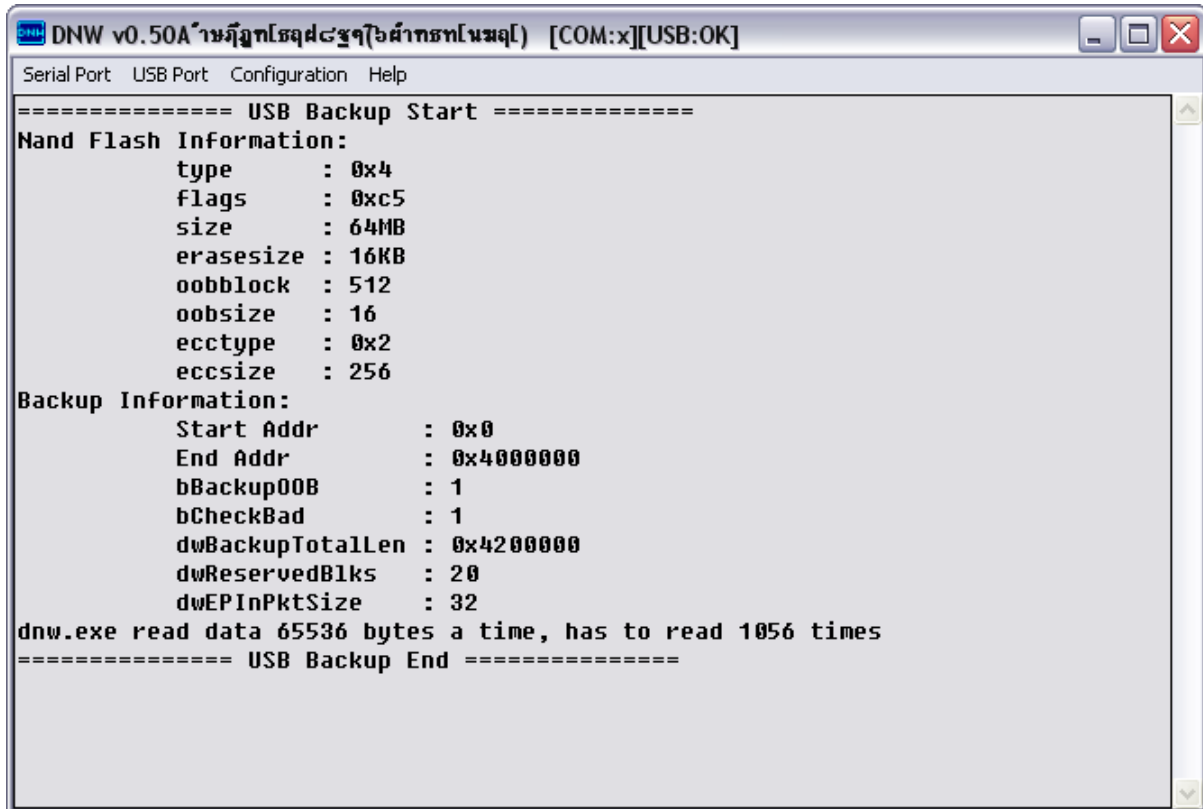 DNW v0.50A [COM:x][USB:OK]
Serial Port USB Port Configuration Help
=============== USB Backup Start ==============
Nand Flash Information:
type : 0x4
flags : 0xc5
size : 64MB
erasesize : 16KB
oobblock : 512
oobsize : 16
ecctype : 0x2
eccsize : 256
Backup Information:
Start Addr : 0x0
End Addr : 0x4000000
bBackupOOB : 1
bCheckBad : 1
dwBackupTotalLen : 0x4200000
dwReservedBlks : 20
dwEPInPktSize : 32
dnw.exe read data 65536 bytes a time, has to read 1056 times
=============== USB Backup End ===============